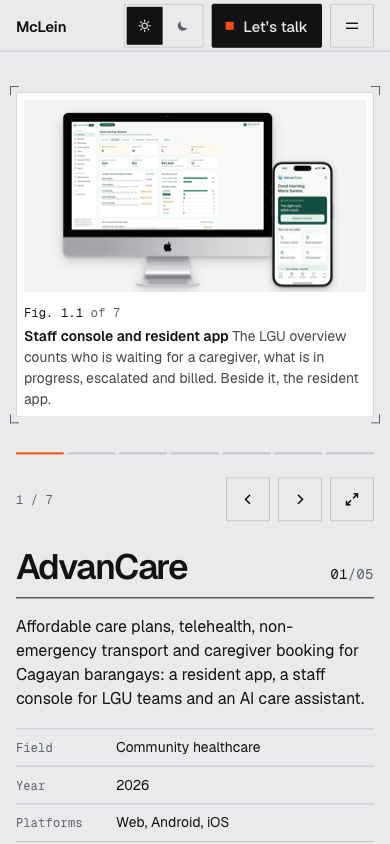 McLein
Let's talk
AdvanCare
Good morning,
Maria Santos.
Fig. 1.1 of 7
Staff console and resident app The LGU overview
counts who is waiting for a caregiver, what is in
progress, escalated and billed. Beside it, the resident
app.
1 / 7
AdvanCare
01/05
Affordable care plans, telehealth, non-
emergency transport and caregiver booking for
Cagayan barangays: a resident app, a staff
console for LGU teams and an AI care assistant.
Field Community healthcare
Year 2026
Platforms Web, Android, iOS